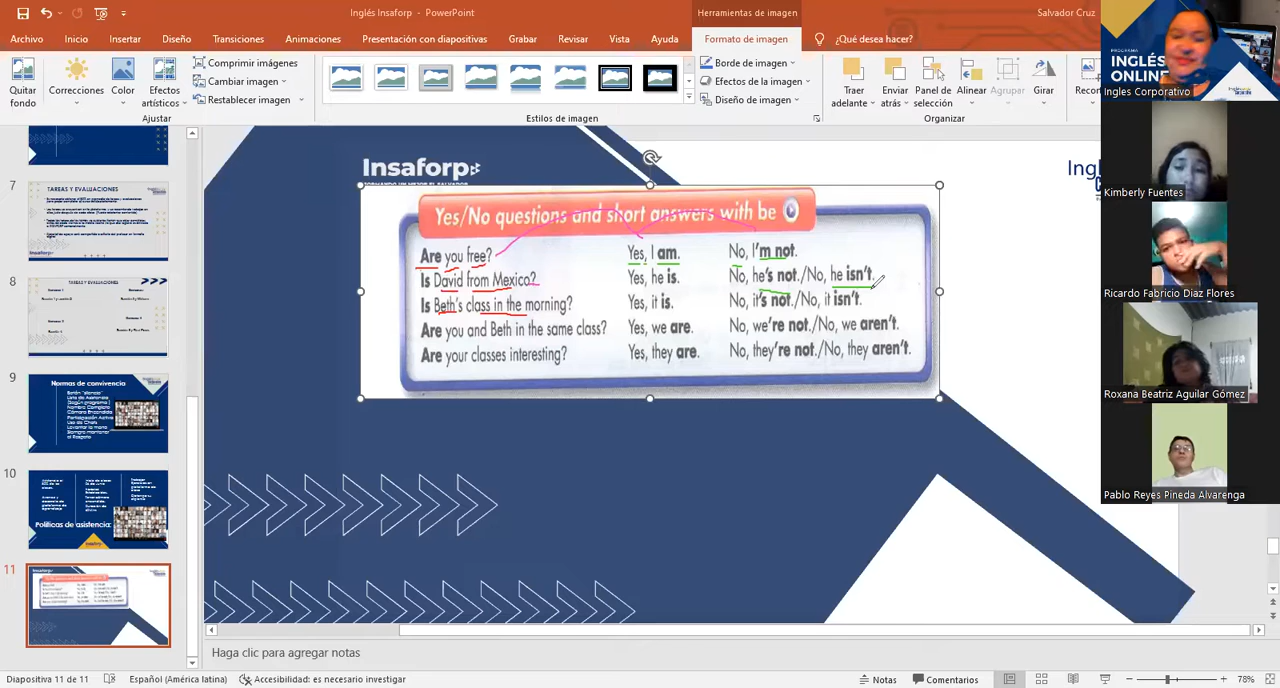 Inglés Insaforp - PowerPoint
Herramientas de imagen
Salvador Cruz
Archivo
Inicio
Insertar
Diseño
Transiciones
Animaciones
Presentación con diapositivas
Grabar
Revisar
Vista
Ayuda
Formato de imagen
¿Qué desea hacer?
Quitar fondo
Correcciones
Color
Efectos artísticos
Comprimir imágenes
Cambiar imagen
Restablecer imagen
Ajustar
Estilos de imagen
Borde de imagen
Efectos de la imagen
Diseño de imagen
Traer adelante
Enviar atrás
Panel de selección
Alinear
Agrupar
Girar
Recor
Organizar
PROGRAMA
INGLÉS
ONLINE
Ingles Corporativo
Kimberly Fuentes
Ricardo Fabricio Diaz Flores
Roxana Beatriz Aguilar Gómez
Pablo Reyes Pineda Alvarenga
7
TAREAS Y EVALUACIONES
8
TAREAS Y EVALUACIONES
9
Normas de convivencia
10
Políticas de asistencia:
11
Insaforp
Ingl
Yes/No questions and short answers with be
Are you free? Yes, I am. No, I'm not.
Is David from Mexico? Yes, he is. No, he's not./No, he isn't.
Is Beth's class in the morning? Yes, it is. No, it's not./No, it isn't.
Are you and Beth in the same class? Yes, we are. No, we're not./No, we aren't.
Are your classes interesting? Yes, they are. No, they're not./No, they aren't.
Haga clic para agregar notas
Diapositiva 11 de 11
Español (América latina)
Accesibilidad: es necesario investigar
Notas
Comentarios
78%